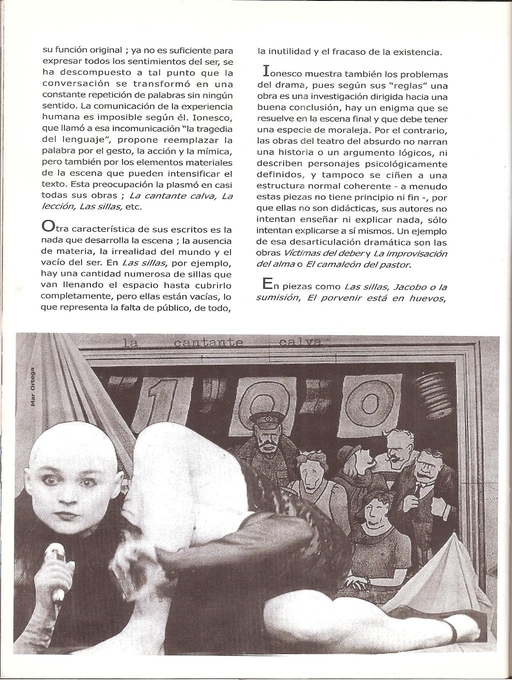 su función original ; ya no es suficiente para
expresar todos los sentimientos del ser, se
ha descompuesto a tal punto que la
conversación se transformó en una
constante repetición de palabras sin ningún
sentido. La comunicación de la experiencia
humana es imposible según él. Ionesco,
que llamó a esa incomunicación "la tragedia
del lenguaje", propone reemplazar la
palabra por el gesto, la acción y la mímica,
pero también por los elementos materiales
de la escena que pueden intensificar el
texto. Esta preocupación la plasmó en casi
todas sus obras ; La cantante calva, La
lección, Las sillas, etc.
Otra característica de sus escritos es la
nada que desarrolla la escena ; la ausencia
de materia, la irrealidad del mundo y el
vacío del ser. En Las sillas, por ejemplo,
hay una cantidad numerosa de sillas que
van llenando el espacio hasta cubrirlo
completamente, pero ellas están vacías, lo
que representa la falta de público, de todo,
la inutilidad y el fracaso de la existencia.
Ionesco muestra también los problemas
del drama, pues según sus "reglas" una
obra es una investigación dirigida hacia una
buena conclusión, hay un enigma que se
resuelve en la escena final y que debe tener
una especie de moraleja. Por el contrario,
las obras del teatro del absurdo no narran
una historia o un argumento lógicos, ni
describen personajes psicológicamente
definidos, y tampoco se ciñen a una
estructura normal coherente - a menudo
estas piezas no tiene principio ni fin -, por
que ellas no son didácticas, sus autores no
intentan enseñar ni explicar nada, sólo
intentan explicarse a sí mismos. Un ejemplo
de esa desarticulación dramática son las
obras Víctimas del deber y La improvisación
del alma o El camaleón del pastor.
En piezas como Las sillas, Jacobo o la
sumisión, El porvenir está en huevos,
la cantante calva
100
Mar Ortega